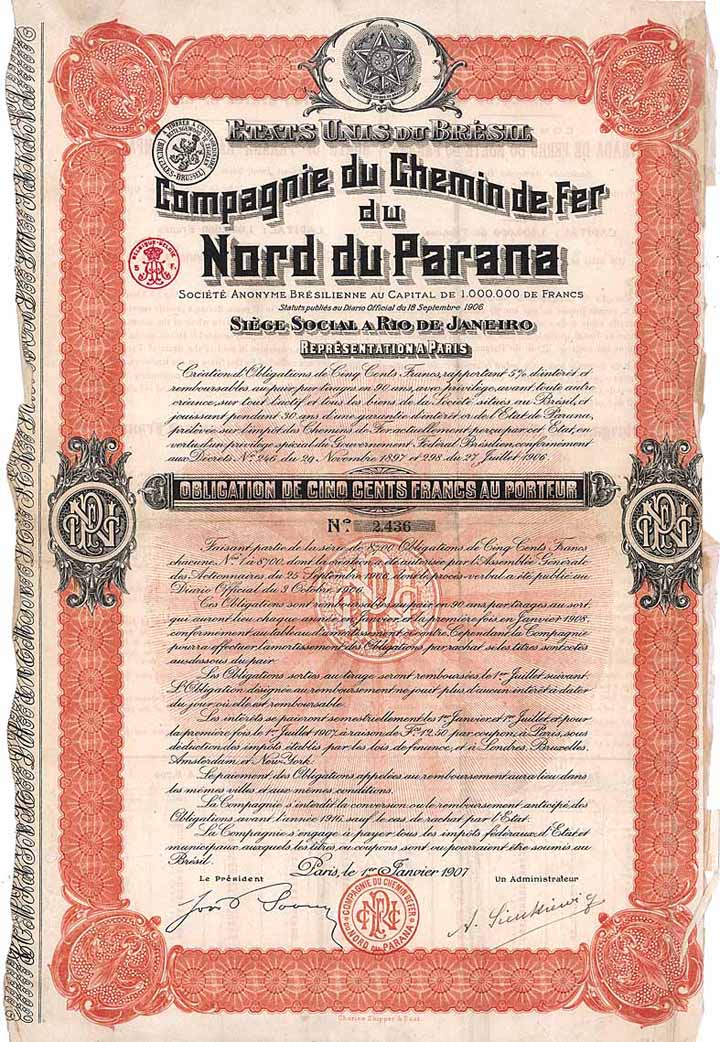 ETATS UNIS DU BRÉSIL
Compagnie du Chemin de Fer
du
Nord du Parana
BELGIQUE-BELGIË
5 F.
SOCIÉTÉ ANONYME BRÉSILIENNE AU CAPITAL DE 1.000.000 DE FRANCS
Statuts publiés au Diario Official du 18 Septembre 1906
SIÈGE SOCIAL A RIO DE JANEIRO
REPRÉSENTATION A PARIS
Création d'Obligations de Cinq Cents Francs, rapportant 5% d'intérêt et
remboursables au pair par tirages en 90 ans, avec privilège, avant toute autre
créance, sur tout l'actif et tous les biens de la Société situés au Brésil et
jouissant pendant 30 ans d'une garantie d'intérêt or de l'Etat de Parana,
prélevée sur l'impôt des Chemins de Fer actuellement perçu par cet Etat, en
vertu d'un privilège spécial du Gouvernement Fédéral Brésilien, conformément
aux Décrets Nos 246 du 29 Novembre 1897 et 298 du 27 Juillet 1906.
OBLIGATION DE CINQ CENTS FRANCS AU PORTEUR
No 2.436
Faisant partie de la série de 8700 Obligations de Cinq Cents Francs
chacune, Nos 1 à 8700, dont la création a été autorisée par l'Assemblée Générale
des Actionnaires du 25 Septembre 1906, dont le procès-verbal a été publié au
Diario Official du 3 Octobre 1906.
Ces Obligations sont remboursables au pair en 90 ans par tirages au sort,
qui auront lieu chaque année en Janvier et la première fois en Janvier 1908,
conformément au tableau d'amortissement ci-contre. Cependant la Compagnie
pourra effectuer l'amortissement des Obligations par rachat si les titres sont cotés
au dessous du pair.
Les Obligations sorties au tirage seront remboursées le 1er Juillet suivant.
L'Obligation désignée au remboursement ne jouit plus d'aucun intérêt à dater
du jour où elle est remboursable.
Les intérêts se paieront semestriellement les 1er Janvier et 1er Juillet et pour
la première fois le 1er Juillet 1907, à raison de Fcs 12.50 par coupon, à Paris, sous
déduction des impôts établis par les lois de finance, et à Londres, Bruxelles,
Amsterdam et New-York.
Le paiement des Obligations appelées au remboursement aura lieu dans
les mêmes villes et aux mêmes conditions.
La Compagnie s'interdit la conversion ou le remboursement anticipé des
Obligations avant l'année 1916, sauf le cas de rachat par l'Etat.
La Compagnie s'engage à payer tous les impôts fédéraux, d'Etat et
municipaux auxquels les titres ou coupons sont ou pourraient être soumis au
Brésil.
Paris, le 1er Janvier 1907
Le Président
Un Administrateur
COMPAGNIE DU CHEMIN DE FER
DU NORD DU PARANA
A. Sienkiewicz
Charles Skipper & East